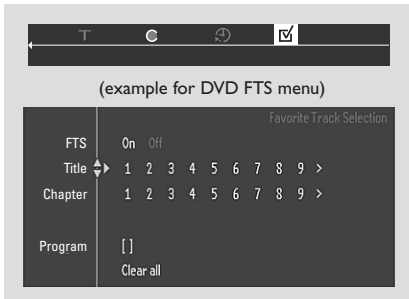 T C
(example for DVD FTS menu)
Favorite Track Selection
FTS On Off
Title 1 2 3 4 5 6 7 8 9 >
Chapter 1 2 3 4 5 6 7 8 9 >
Program [ ]
Clear all